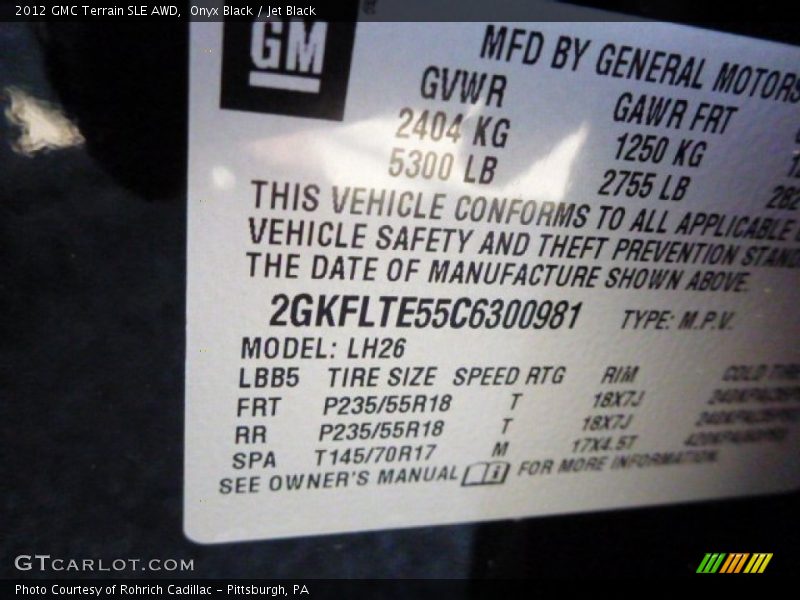 2012 GMC Terrain SLE AWD,  Onyx Black / Jet Black
GM
MFD BY GENERAL MOTORS
GVWR GAWR FRT
2404 KG 1250 KG
5300 LB 2755 LB 282
THIS VEHICLE CONFORMS TO ALL APPLICABLE
VEHICLE SAFETY AND THEFT PREVENTION STAND
THE DATE OF MANUFACTURE SHOWN ABOVE.
2GKFLTE55C6300981 TYPE: M.P.V.
MODEL: LH26
LBB5 TIRE SIZE SPEED RTG RIM COLD TIRE
FRT P235/55R18 T 18X7J
RR P235/55R18 T 18X7J
SPA T145/70R17 M 17X4.5T
SEE OWNER'S MANUAL i FOR MORE INFORMATION.
GTCARLOT.COM
Photo Courtesy of Rohrich Cadillac - Pittsburgh, PA